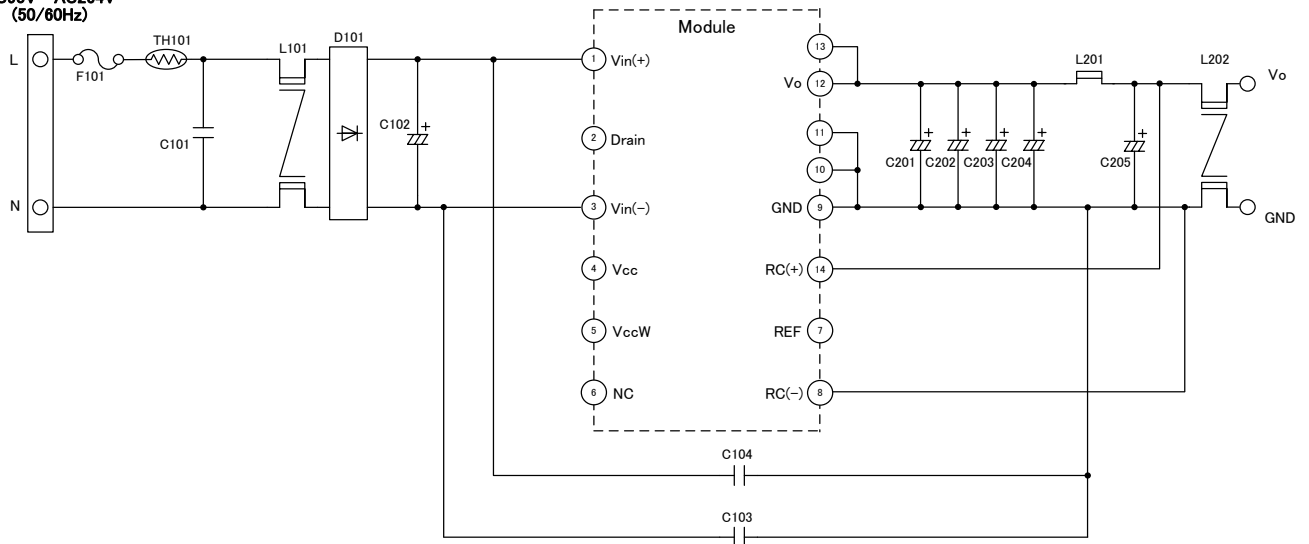 (50/60Hz)
L
F101
TH101
C101
L101
D101
C102
N
Module
1 Vin(+)
2 Drain
3 Vin(-)
4 Vcc
5 VccW
6 NC
13
Vo 12
11
10
GND 9
RC(+) 14
REF 7
RC(-) 8
C201 C202 C203 C204
L201
C205
L202
Vo
GND
C104
C103
+
+
+
+
+
+